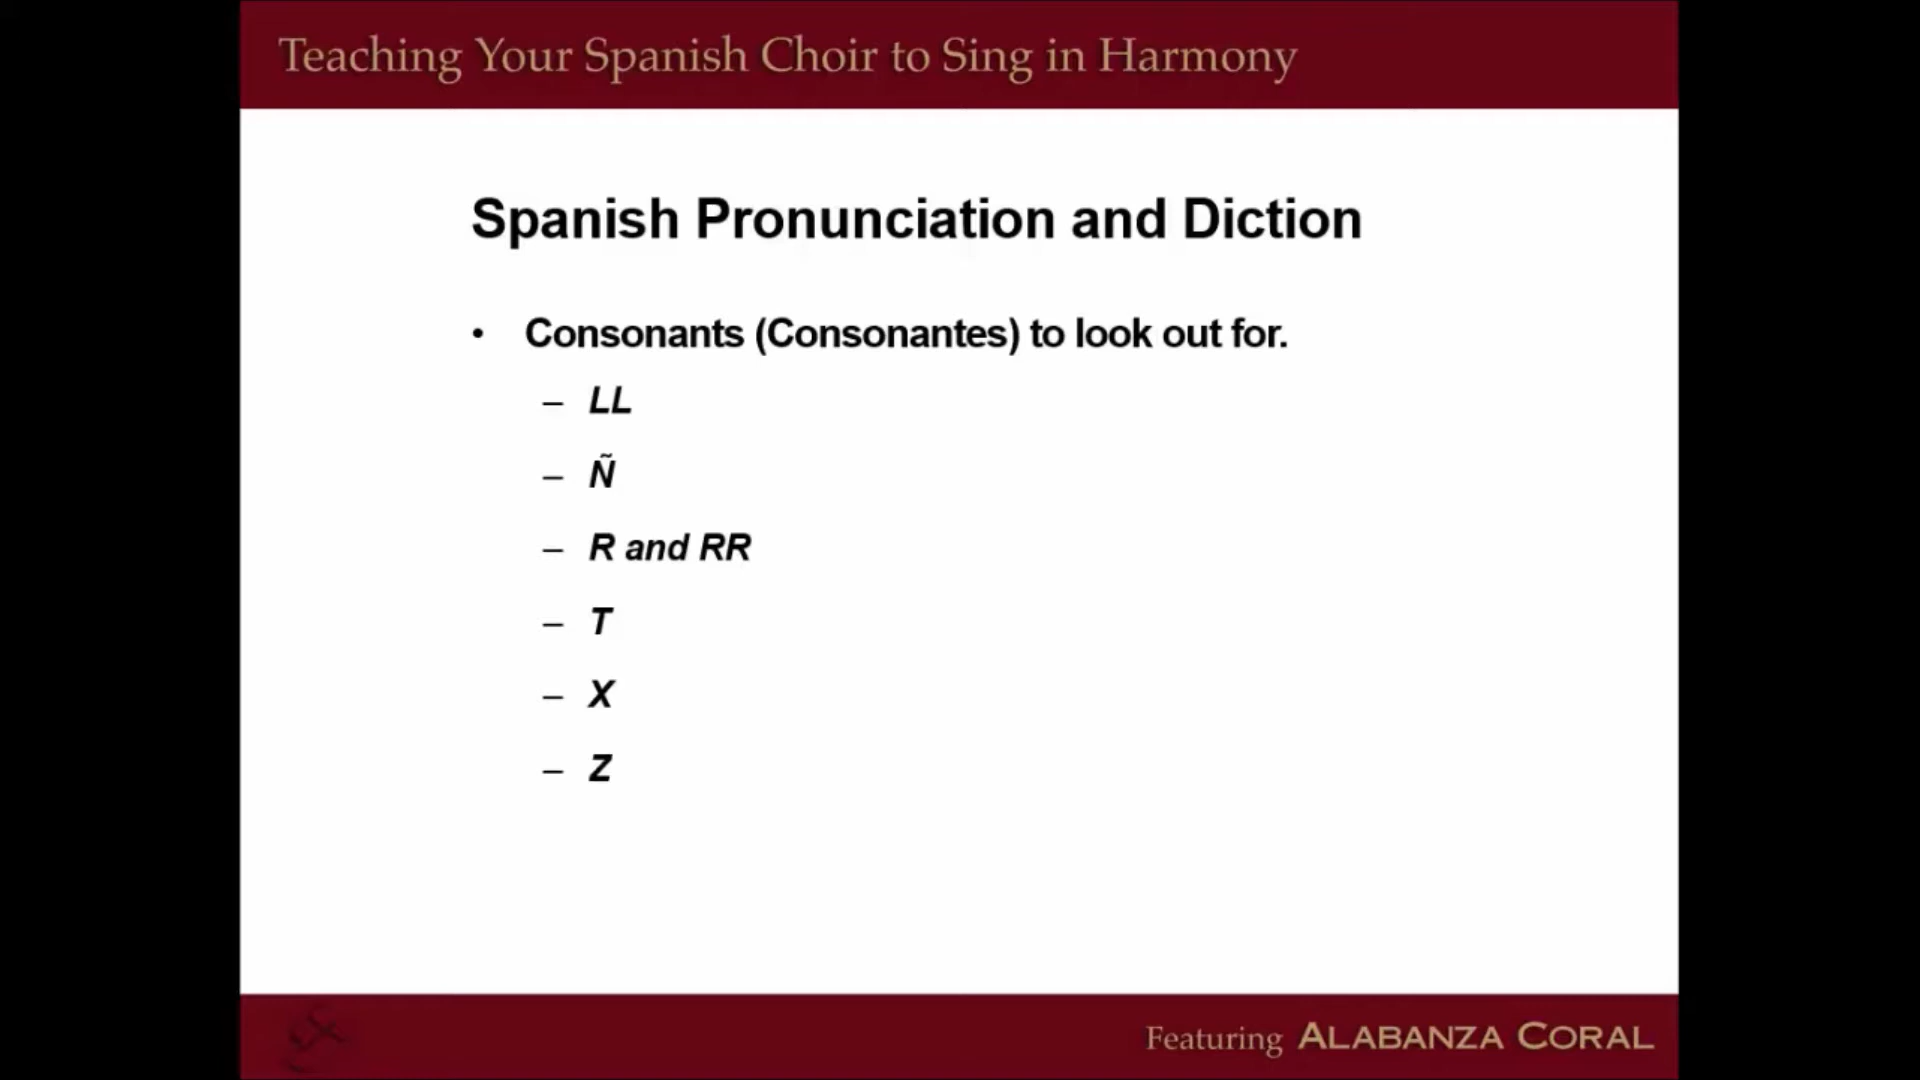 Teaching Your Spanish Choir to Sing in Harmony
Spanish Pronunciation and Diction
• Consonants (Consonantes) to look out for.
– LL
– Ñ
– R and RR
– T
– X
– Z
Featuring ALABANZA CORAL